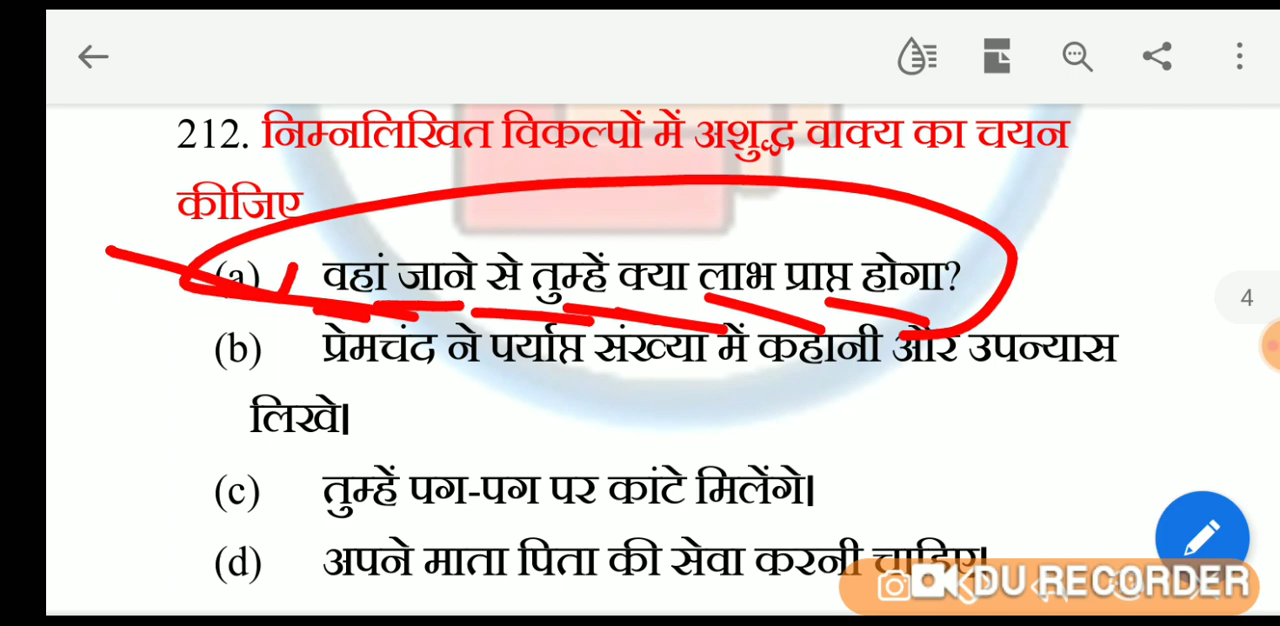 212. निम्नलिखित विकल्पों में अशुद्ध वाक्य का चयन
कीजिए
(a) वहां जाने से तुम्हें क्या लाभ प्राप्त होगा?
4
(b) प्रेमचंद ने पर्याप्त संख्या में कहानी और उपन्यास
लिखे।
(c) तुम्हें पग-पग पर कांटे मिलेंगे।
(d) अपने माता पिता की सेवा करनी चाहिए।
DU RECORDER